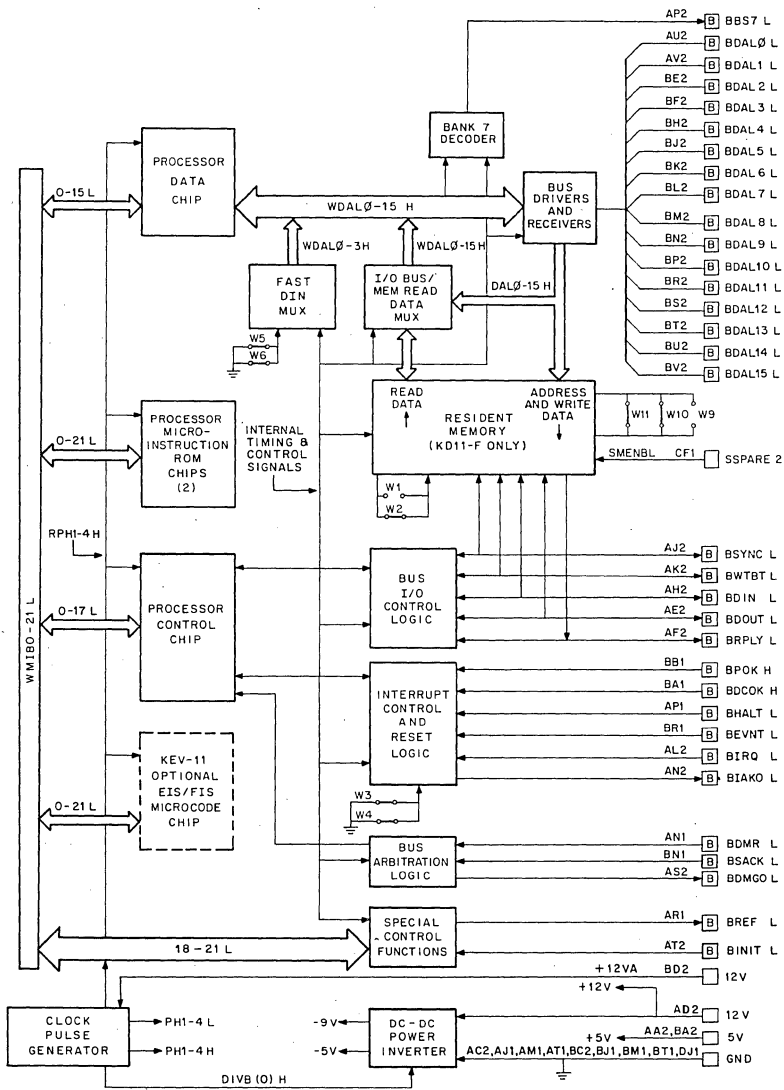 AP2 B BBS7 L
AU2 B BDALØ L
AV2 B BDAL1 L
BE2 B BDAL2 L
BF2 B BDAL3 L
BH2 B BDAL4 L
BJ2 B BDAL5 L
BK2 B BDAL6 L
BL2 B BDAL7 L
BM2 B BDAL8 L
BN2 B BDAL9 L
BP2 B BDAL10 L
BR2 B BDAL11 L
BS2 B BDAL12 L
BT2 B BDAL13 L
BU2 B BDAL14 L
BV2 B BDAL15 L
BANK 7
DECODER
PROCESSOR
DATA
CHIP
0-15 L
WDALØ-15 H
BUS
DRIVERS
AND
RECEIVERS
WDALØ-3H
WDALØ-15H
FAST
DIN
MUX
I/O BUS/
MEM READ
DATA
MUX
DALØ-15 H
W5
W6
READ
DATA
ADDRESS
AND WRITE
DATA
RESIDENT
MEMORY
(KD11-F ONLY)
W11
W10
W9
SMENBL CF1 SSPARE 2
W1
W2
PROCESSOR
MICRO-
INSTRUCTION
ROM
CHIPS
(2)
0-21 L
INTERNAL
TIMING &
CONTROL
SIGNALS
RPH1-4 H
WMIB0-21 L
0-17 L
PROCESSOR
CONTROL
CHIP
BUS
I/O
CONTROL
LOGIC
AJ2 B BSYNC L
AK2 B BWTBT L
AH2 B BDIN L
AE2 B BDOUT L
AF2 B BRPLY L
INTERRUPT
CONTROL
AND
RESET
LOGIC
BB1 B BPOK H
BA1 B BDCOK H
AP1 B BHALT L
BR1 B BEVNT L
AL2 B BIRQ L
AN2 B BIAKO L
W3
W4
KEV-11
OPTIONAL
EIS/FIS
MICROCODE
CHIP
0-21 L
BUS
ARBITRATION
LOGIC
AN1 B BDMR L
BN1 B BSACK L
AS2 B BDMGO L
18-21 L
SPECIAL
CONTROL
FUNCTIONS
AR1 B BREF L
AT2 B BINIT L
+12VA BD2 12V
+12V
AD2 12V
CLOCK
PULSE
GENERATOR
PH1-4 L
PH1-4 H
-9V
-5V
DC-DC
POWER
INVERTER
+5V AA2, BA2 5V
AC2, AJ1, AM1, AT1, BC2, BJ1, BM1, BT1, DJ1 GND
DIVB (0) H